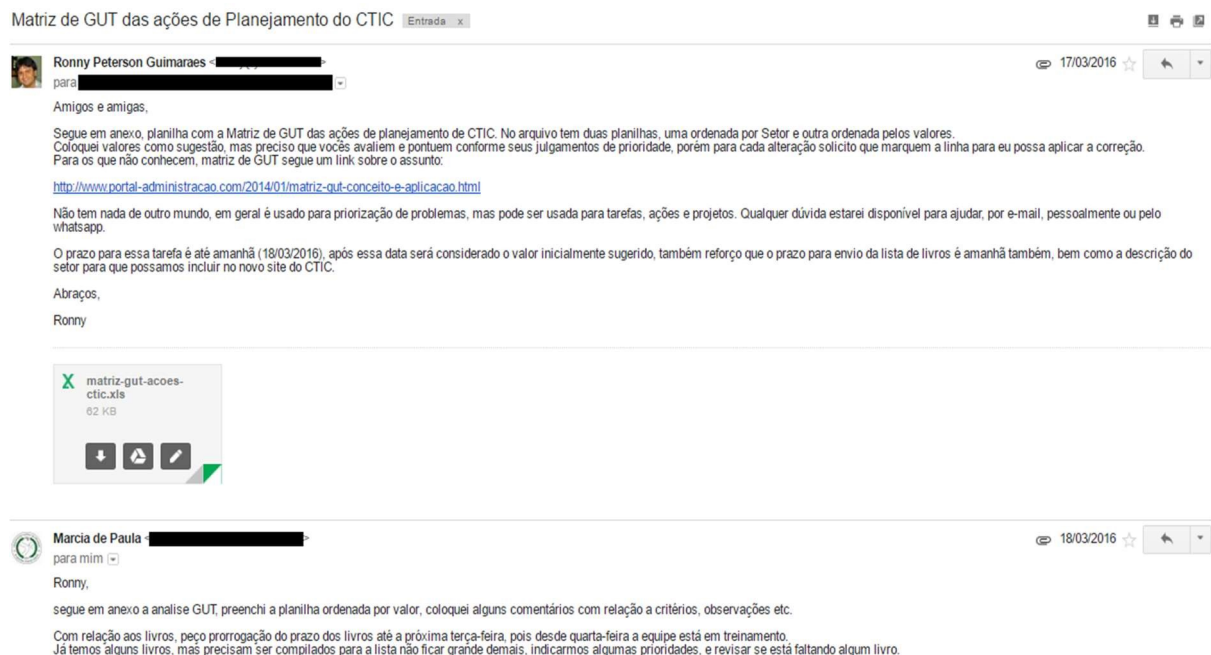 Matriz de GUT das ações de Planejamento do CTIC Entrada x
Ronny Peterson Guimaraes < > 17/03/2016
para
Amigos e amigas,
Segue em anexo, planilha com a Matriz de GUT das ações de planejamento de CTIC. No arquivo tem duas planilhas, uma ordenada por Setor e outra ordenada pelos valores.
Coloquei valores como sugestão, mas preciso que vocês avaliem e pontuem conforme seus julgamentos de prioridade, porém para cada alteração solicito que marquem a linha para eu possa aplicar a correção.
Para os que não conhecem, matriz de GUT segue um link sobre o assunto:
http://www.portal-administracao.com/2014/01/matriz-gut-conceito-e-aplicacao.html
Não tem nada de outro mundo, em geral é usado para priorização de problemas, mas pode ser usada para tarefas, ações e projetos. Qualquer dúvida estarei disponível para ajudar, por e-mail, pessoalmente ou pelo
whatsapp.
O prazo para essa tarefa é até amanhã (18/03/2016), após essa data será considerado o valor inicialmente sugerido, também reforço que o prazo para envio da lista de livros é amanhã também, bem como a descrição do
setor para que possamos incluir no novo site do CTIC.
Abraços,
Ronny
X matriz-gut-acoes-
ctic.xls
62 KB
Marcia de Paula < > 18/03/2016
para mim
Ronny,
segue em anexo a analise GUT, preenchi a planilha ordenada por valor, coloquei alguns comentários com relação a critérios, observações etc.
Com relação aos livros, peço prorrogação do prazo dos livros até a próxima terça-feira, pois desde quarta-feira a equipe está em treinamento.
Já temos alguns livros, mas precisam ser compilados para a lista não ficar grande demais, indicarmos algumas prioridades, e revisar se está faltando algum livro.